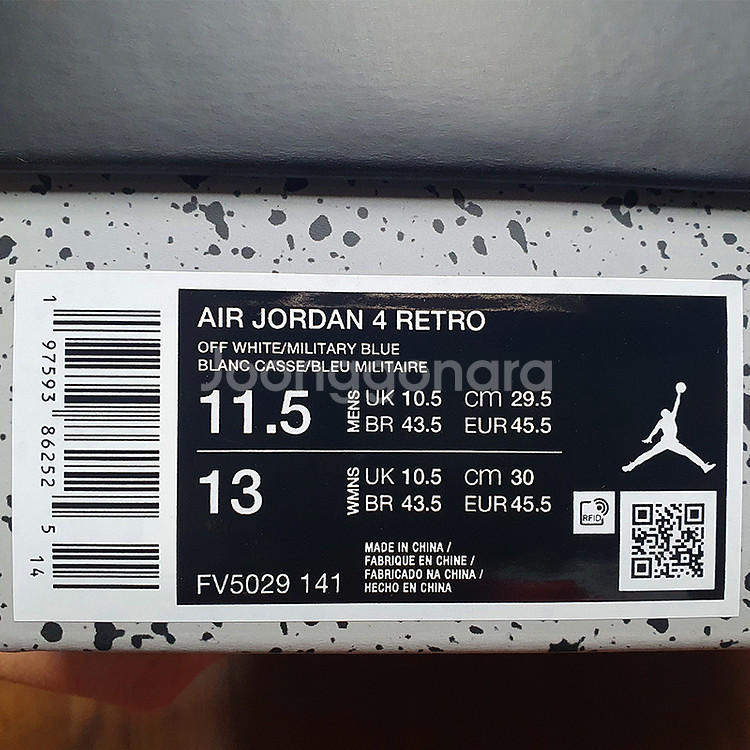 AIR JORDAN 4 RETRO
OFF WHITE/MILITARY BLUE
BLANC CASSE/BLEU MILITAIRE
Joonggonara
11.5 MENS UK 10.5 CM 29.5
BR 43.5 EUR 45.5
13 WMNS UK 10.5 CM 30
BR 43.5 EUR 45.5
RFID
MADE IN CHINA /
FABRIQUE EN CHINE /
FABRICADO NA CHINA /
HECHO EN CHINA
FV5029 141
1 97593 86252 5 14